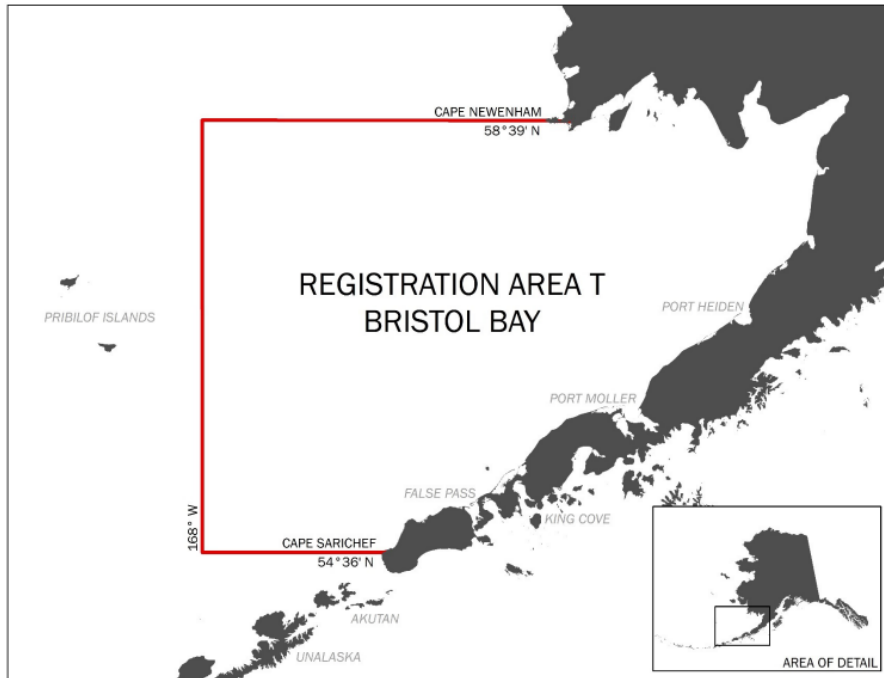 CAPE NEWENHAM
58°39' N
REGISTRATION AREA T
BRISTOL BAY
PRIBILOF ISLANDS
PORT HEIDEN
PORT MOLLER
FALSE PASS
KING COVE
168° W
CAPE SARICHEF
54°36' N
AKUTAN
UNALASKA
AREA OF DETAIL